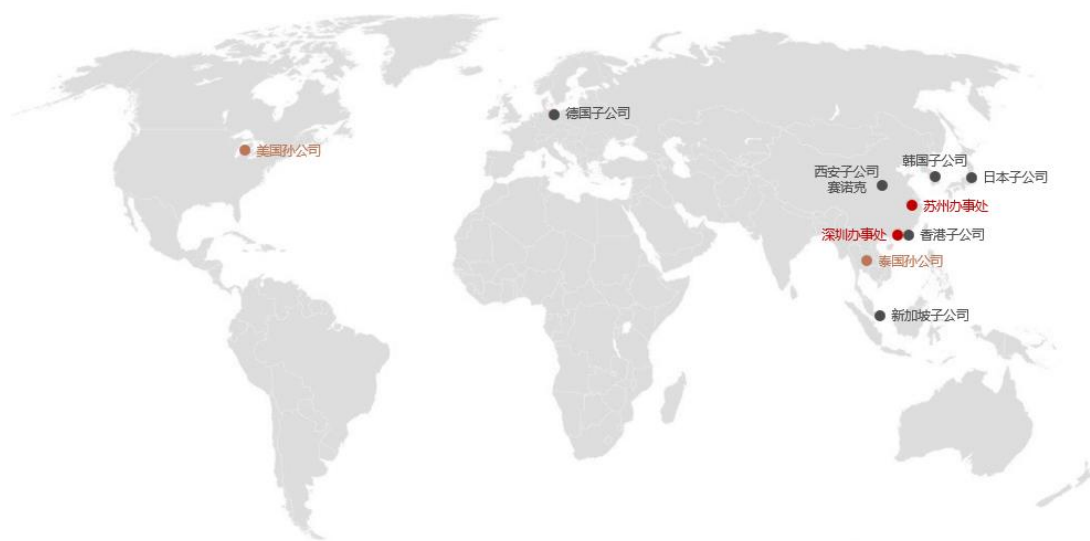 德国子公司
美国孙公司
韩国子公司
西安子公司
赛诺克
日本子公司
苏州办事处
深圳办事处
香港子公司
泰国孙公司
新加坡子公司